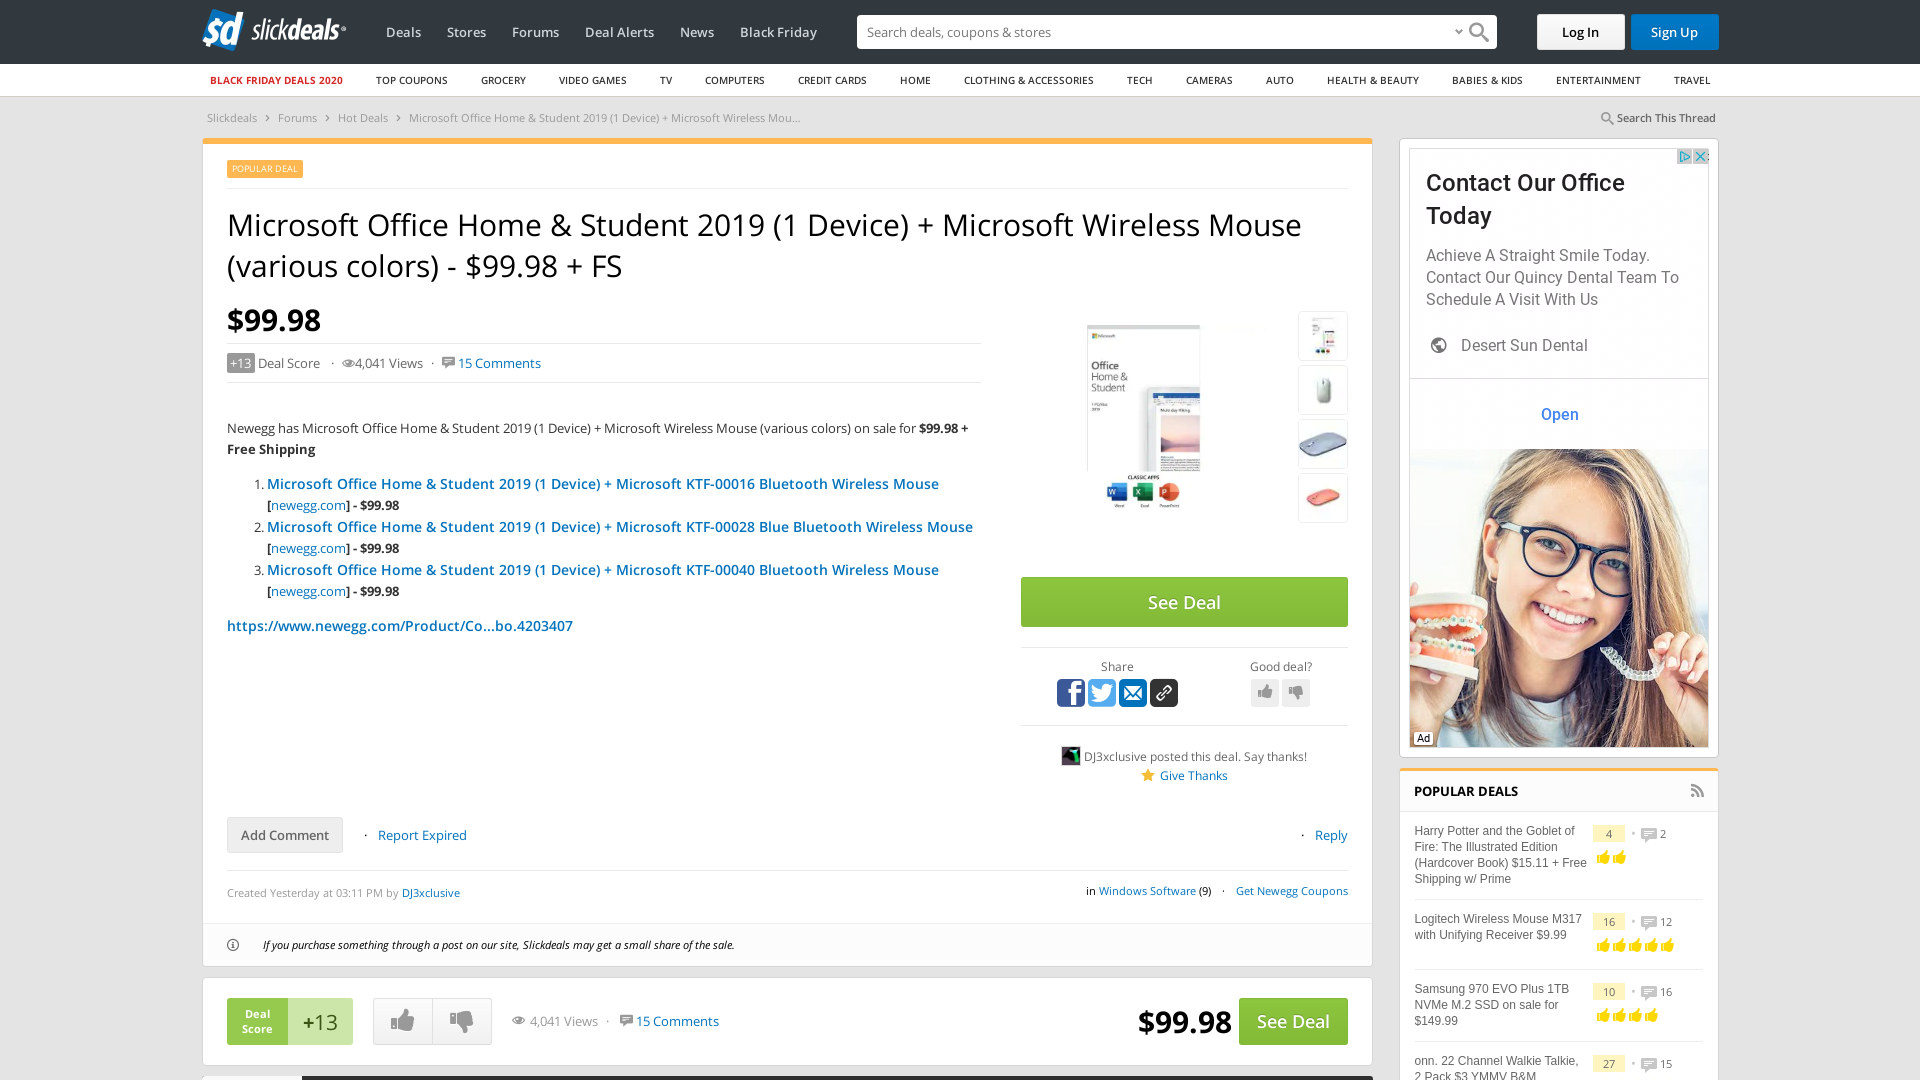 sd slickdeals
Deals
Stores
Forums
Deal Alerts
News
Black Friday
Search deals, coupons & shops
Log In
Sign Up
BLACK FRIDAY DEALS 2020
TOP COUPONS
GROCERY
VIDEO GAMES
TV
COMPUTERS
CREDIT CARDS
HOME
CLOTHING & ACCESSORIES
TECH
CAMERAS
AUTO
HEALTH & BEAUTY
BABIES & KIDS
ENTERTAINMENT
TRAVEL
Slickdeals > Forums > Hot Deals > Microsoft Office Home & Student 2019 (1 Device) + Microsoft Wireless Mou...
Search This Thread
POPULAR DEAL
Microsoft Office Home & Student 2019 (1 Device) + Microsoft Wireless Mouse
(various colors) - $99.98 + FS
$99.98
+13 Deal Score · 4,041 Views · 15 Comments
Newegg has Microsoft Office Home & Student 2019 (1 Device) + Microsoft Wireless Mouse (various colors) on sale for $99.98 +
Free Shipping
1. Microsoft Office Home & Student 2019 (1 Device) + Microsoft KTF-00016 Bluetooth Wireless Mouse
[newegg.com] - $99.98
2. Microsoft Office Home & Student 2019 (1 Device) + Microsoft KTF-00028 Blue Bluetooth Wireless Mouse
[newegg.com] - $99.98
3. Microsoft Office Home & Student 2019 (1 Device) + Microsoft KTF-00040 Bluetooth Wireless Mouse
[newegg.com] - $99.98
https://www.newegg.com/Product/Co...bo.4203407
Microsoft
Office
Home &
Student
CLASSIC APPS
Word Excel PowerPoint
See Deal
Share
Good deal?
DJ3xclusive posted this deal. Say thanks!
Give Thanks
Add Comment
· Report Expired
· Reply
Created Yesterday at 03:11 PM by DJ3xclusive
in Windows Software (9) · Get Newegg Coupons
If you purchase something through a post on our site, Slickdeals may get a small share of the sale.
Deal
Score
+13
4,041 Views · 15 Comments
$99.98
See Deal
Contact Our Office
Today
Achieve A Straight Smile Today.
Contact Our Quincy Dental Team To
Schedule A Visit With Us
Desert Sun Dental
Open
Ad
POPULAR DEALS
Harry Potter and the Goblet of
Fire: The Illustrated Edition
(Hardcover Book) $15.11 + Free
Shipping w/ Prime
4 • 2
Logitech Wireless Mouse M317
with Unifying Receiver $9.99
16 • 12
Samsung 970 EVO Plus 1TB
NVMe M.2 SSD on sale for
$149.99
10 • 16
onn. 22 Channel Walkie Talkie,
2 Pack $3 YMMV B&M
27 • 15